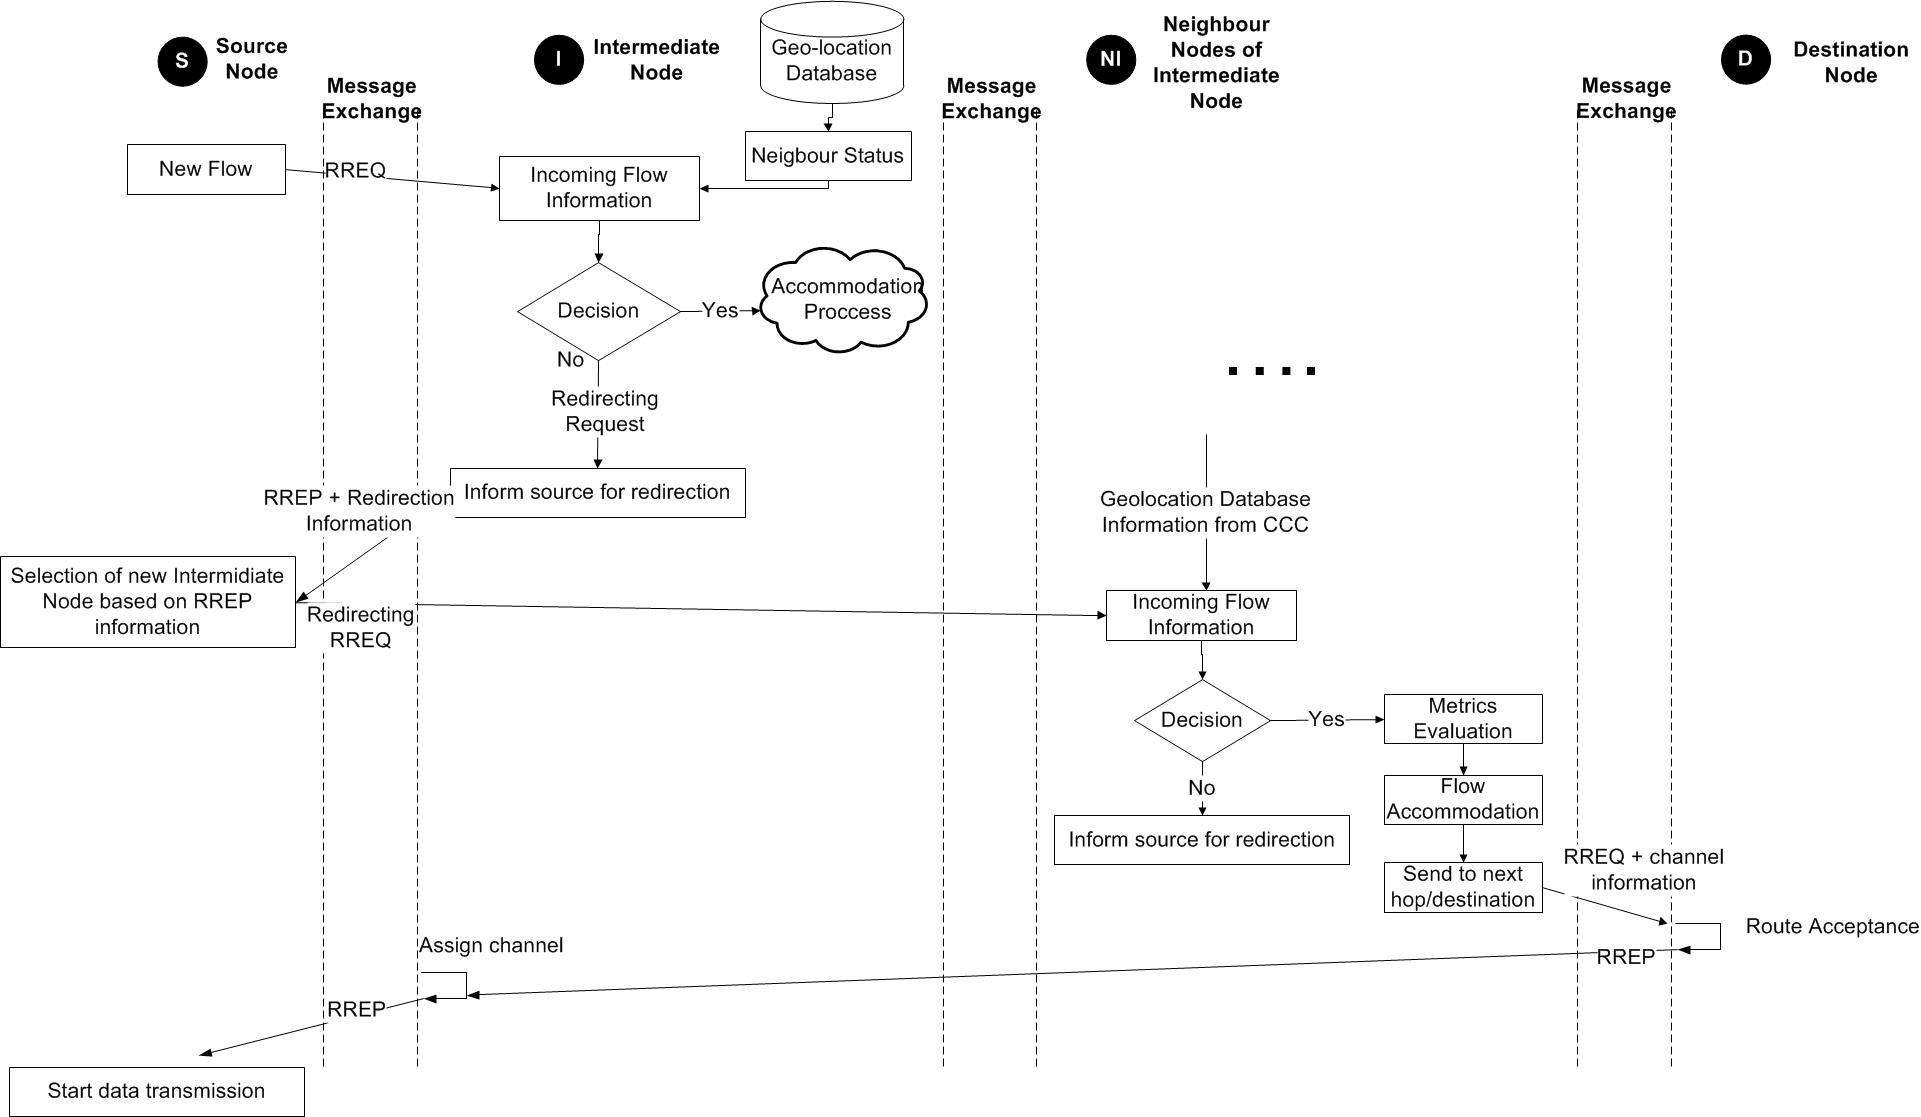 S
Source
Node
Message
Exchange
I
Intermediate
Node
Geo-location
Database
Message
Exchange
NI
Neighbour
Nodes of
Intermediate
Node
Message
Exchange
D
Destination
Node
New Flow
RREQ
Incoming Flow
Information
Neigbour Status
Decision
Yes
Accommodation
Proccess
No
Redirecting
Request
Inform source for redirection
RREP + Redirection
Information
Selection of new Intermidiate
Node based on RREP
information
Redirecting
RREQ
Geolocation Database
Information from CCC
Incoming Flow
Information
Decision
Yes
Metrics
Evaluation
No
Inform source for redirection
Flow
Accommodation
Send to next
hop/destination
RREQ + channel
information
Route Acceptance
RREP
Assign channel
RREP
Start data transmission